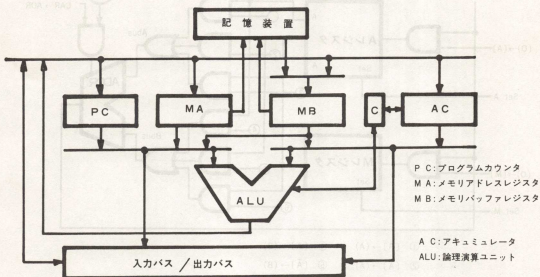 記憶装置
PC
MA
MB
C
AC
ALU
入力バス／出力バス
PC：プログラムカウンタ
MA：メモリアドレスレジスタ
MB：メモリバッファレジスタ
AC：アキュミュレータ
ALU：論理演算ユニット